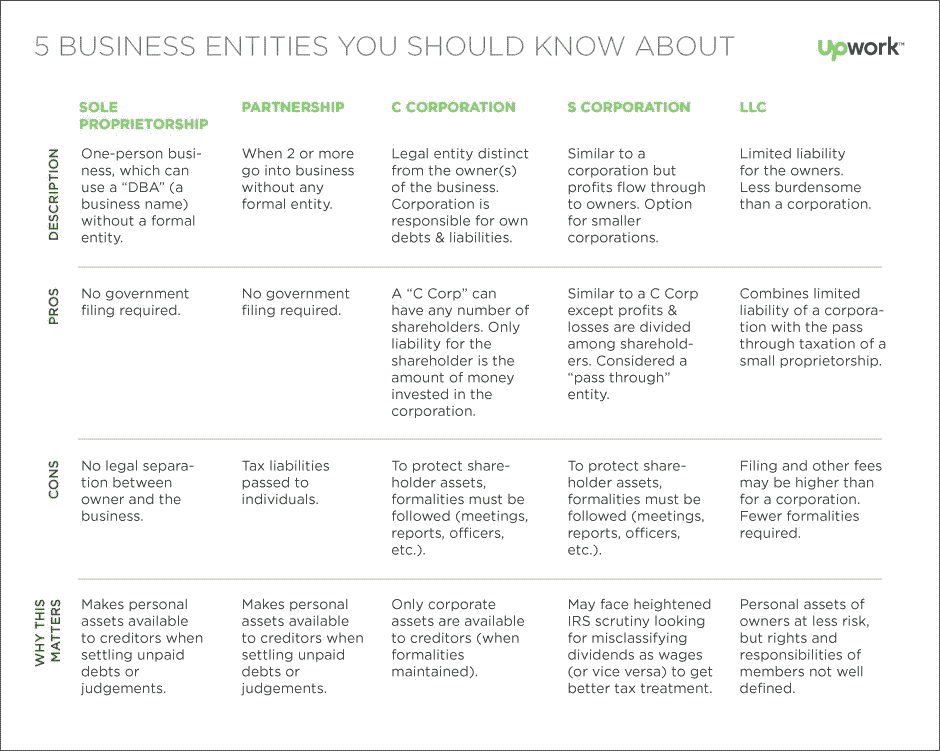 5 BUSINESS ENTITIES YOU SHOULD KNOW ABOUT
Upwork™
SOLE
PROPRIETORSHIP
PARTNERSHIP
C CORPORATION
S CORPORATION
LLC
DESCRIPTION
One-person busi-
ness, which can
use a “DBA” (a
business name)
without a formal
entity.
When 2 or more
go into business
without any
formal entity.
Legal entity distinct
from the owner(s)
of the business.
Corporation is
responsible for own
debts & liabilities.
Similar to a
corporation but
profits flow through
to owners. Option
for smaller
corporations.
Limited liability
for the owners.
Less burdensome
than a corporation.
PROS
No government
filing required.
No government
filing required.
A “C Corp” can
have any number of
shareholders. Only
liability for the
shareholder is the
amount of money
invested in the
corporation.
Similar to a C Corp
except profits &
losses are divided
among sharehold-
ers. Considered a
“pass through”
entity.
Combines limited
liability of a corpora-
tion with the pass
through taxation of a
small proprietorship.
CONS
No legal separa-
tion between
owner and the
business.
Tax liabilities
passed to
individuals.
To protect share-
holder assets,
formalities must be
followed (meetings,
reports, officers,
etc.).
To protect share-
holder assets,
formalities must be
followed (meetings,
reports, officers,
etc.).
Filing and other fees
may be higher than
for a corporation.
Fewer formalities
required.
WHY THIS
MATTERS
Makes personal
assets available
to creditors when
settling unpaid
debts or
judgements.
Makes personal
assets available
to creditors when
settling unpaid
debts or
judgements.
Only corporate
assets are available
to creditors (when
formalities
maintained).
May face heightened
IRS scrutiny looking
for misclassifying
dividends as wages
(or vice versa) to get
better tax treatment.
Personal assets of
owners at less risk,
but rights and
responsibilities of
members not well
defined.